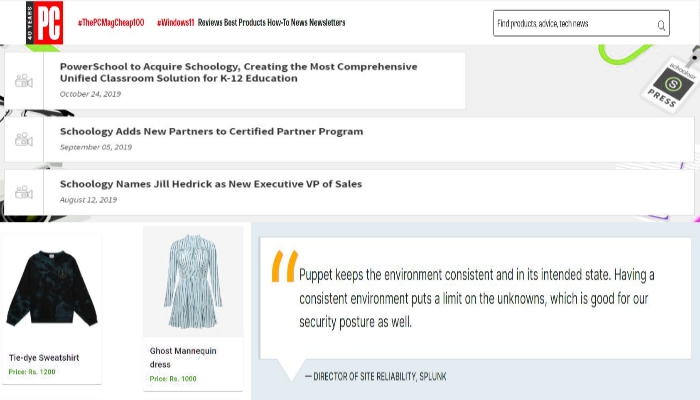 40 YEARS
PC
#ThePCMagCheap100 #Windows11 Reviews Best Products How-To News Newsletters
Find products, advice, tech news
PowerSchool to Acquire Schoology, Creating the Most Comprehensive
Unified Classroom Solution for K-12 Education
October 24, 2019
schoology
S
PRESS
Schoology Adds New Partners to Certified Partner Program
September 05, 2019
Schoology Names Jill Hedrick as New Executive VP of Sales
August 12, 2019
Tie-dye Sweatshirt
Price: Rs. 1200
Ghost Mannequin
dress
Price: Rs. 1000
“
Puppet keeps the environment consistent and in its intended state. Having a
consistent environment puts a limit on the unknowns, which is good for our
security posture as well.
— DIRECTOR OF SITE RELIABILITY, SPLUNK